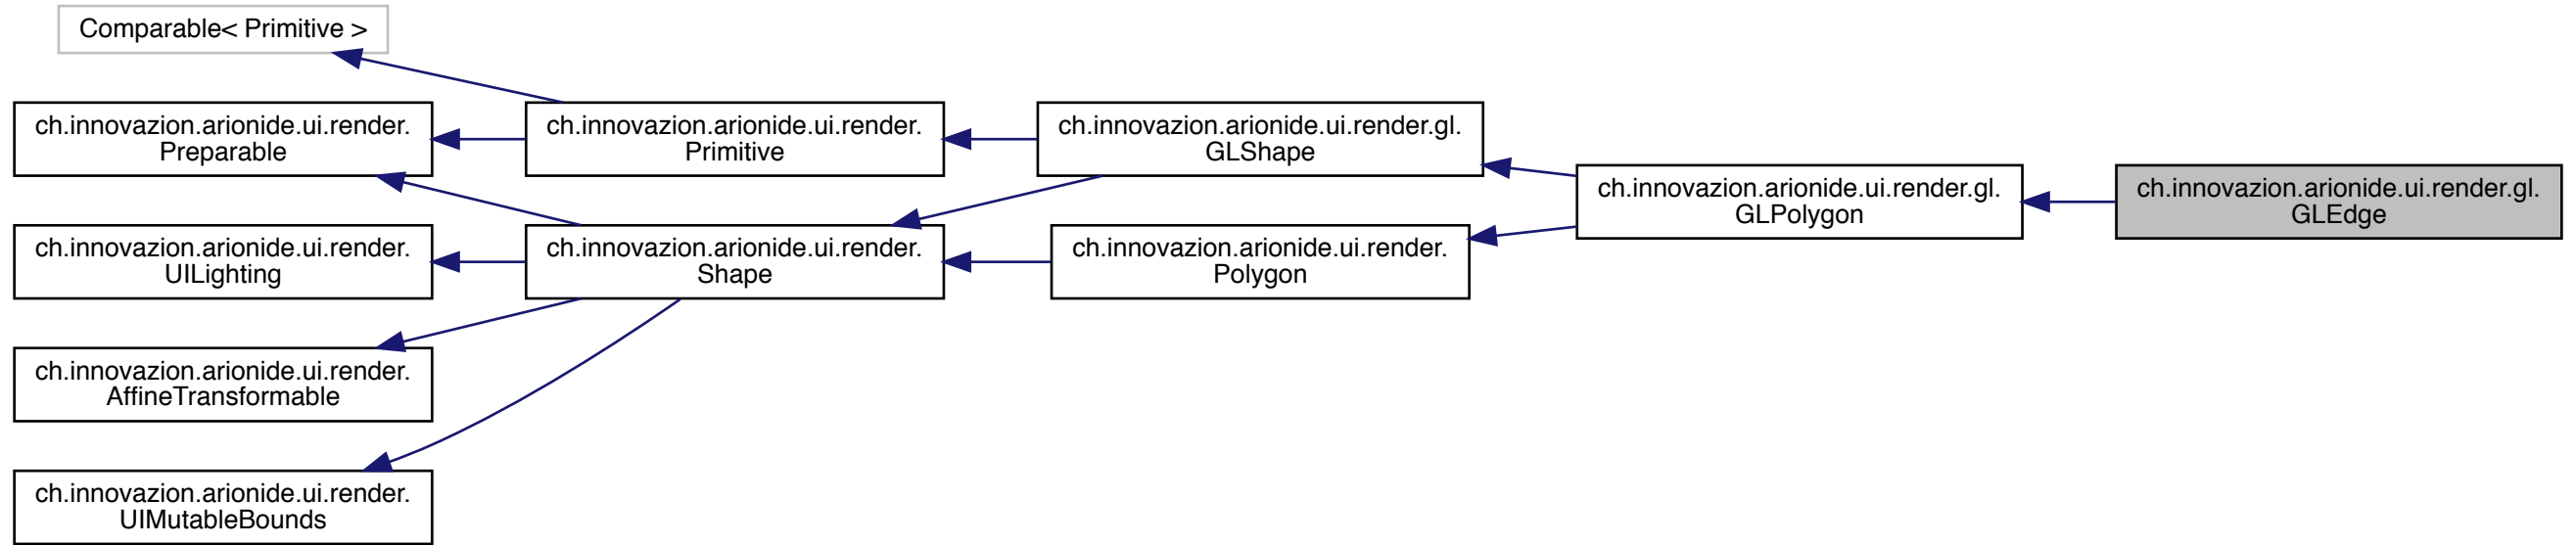 Comparable< Primitive >
ch.innovazion.arionide.ui.render.
Preparable
ch.innovazion.arionide.ui.render.
UILighting
ch.innovazion.arionide.ui.render.
AffineTransformable
ch.innovazion.arionide.ui.render.
UIMutableBounds
ch.innovazion.arionide.ui.render.
Primitive
ch.innovazion.arionide.ui.render.
Shape
ch.innovazion.arionide.ui.render.gl.
GLShape
ch.innovazion.arionide.ui.render.
Polygon
ch.innovazion.arionide.ui.render.gl.
GLPolygon
ch.innovazion.arionide.ui.render.gl.
GLEdge